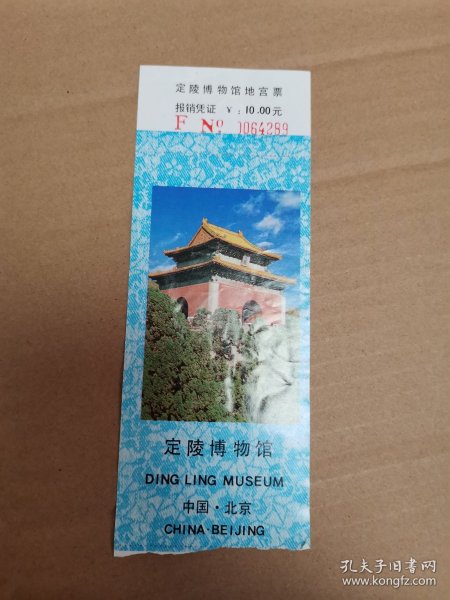 定陵博物馆地宫票
报销凭证 ¥：10.00元
F № 1064289
定陵博物馆
DING LING MUSEUM
中国·北京
CHINA·BEIJING
孔夫子旧书网
www.kongfz.com